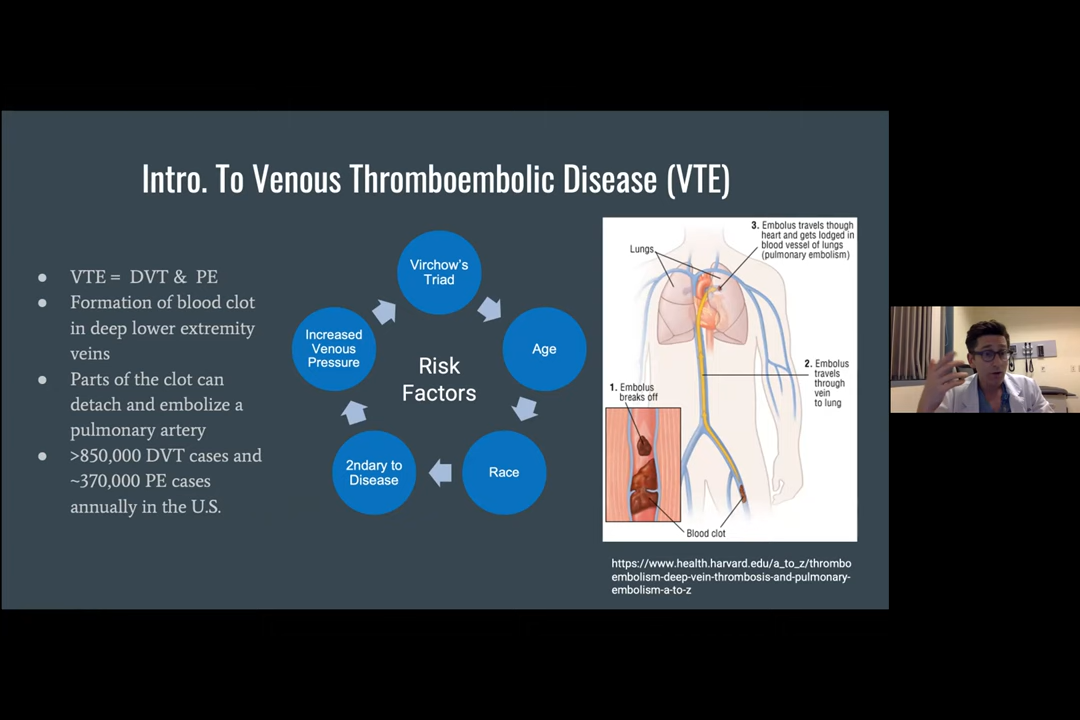 Intro. To Venous Thromboembolic Disease (VTE)
● VTE = DVT & PE
● Formation of blood clot
in deep lower extremity
veins
● Parts of the clot can
detach and embolize a
pulmonary artery
● >850,000 DVT cases and
~370,000 PE cases
annually in the U.S.
Virchow's
Triad
Age
Race
2ndary to
Disease
Increased
Venous
Pressure
Risk
Factors
Lungs
3. Embolus travels though
heart and gets lodged in
blood vessel of lungs
(pulmonary embolism)
2. Embolus
travels
through
vein
to lung
1. Embolus
breaks off
Blood clot
https://www.health.harvard.edu/a_to_z/thrombo
embolism-deep-vein-thrombosis-and-pulmonary-
embolism-a-to-z